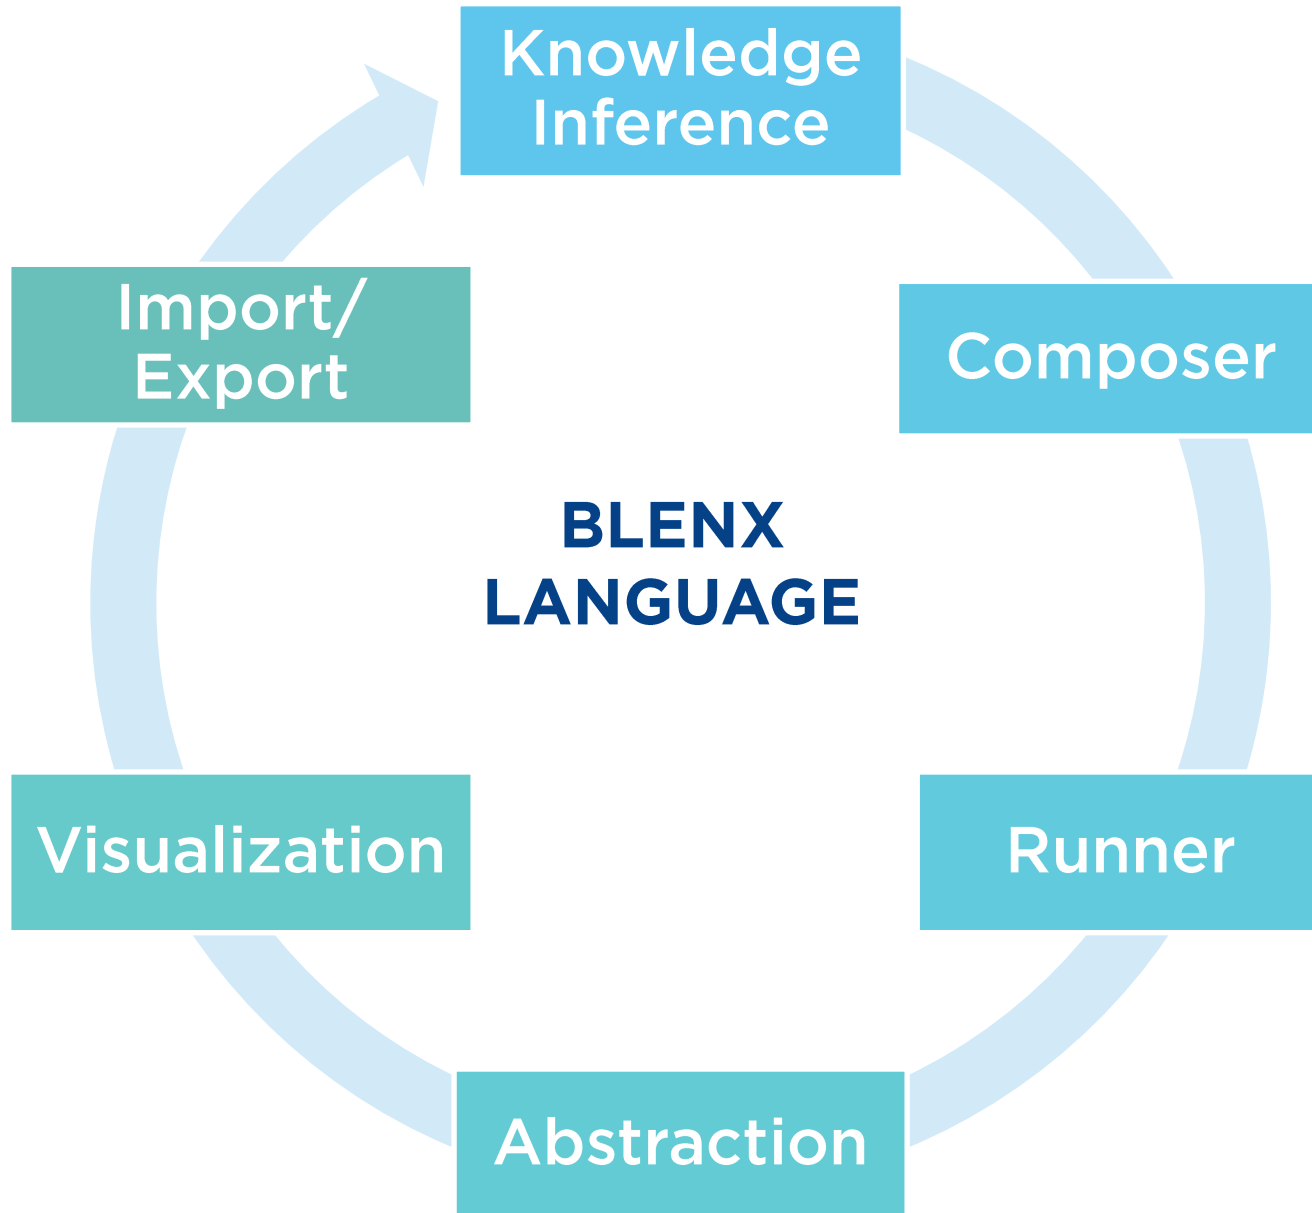 Knowledge
Inference
Composer
Runner
Abstraction
Visualization
Import/
Export
BLENX
LANGUAGE